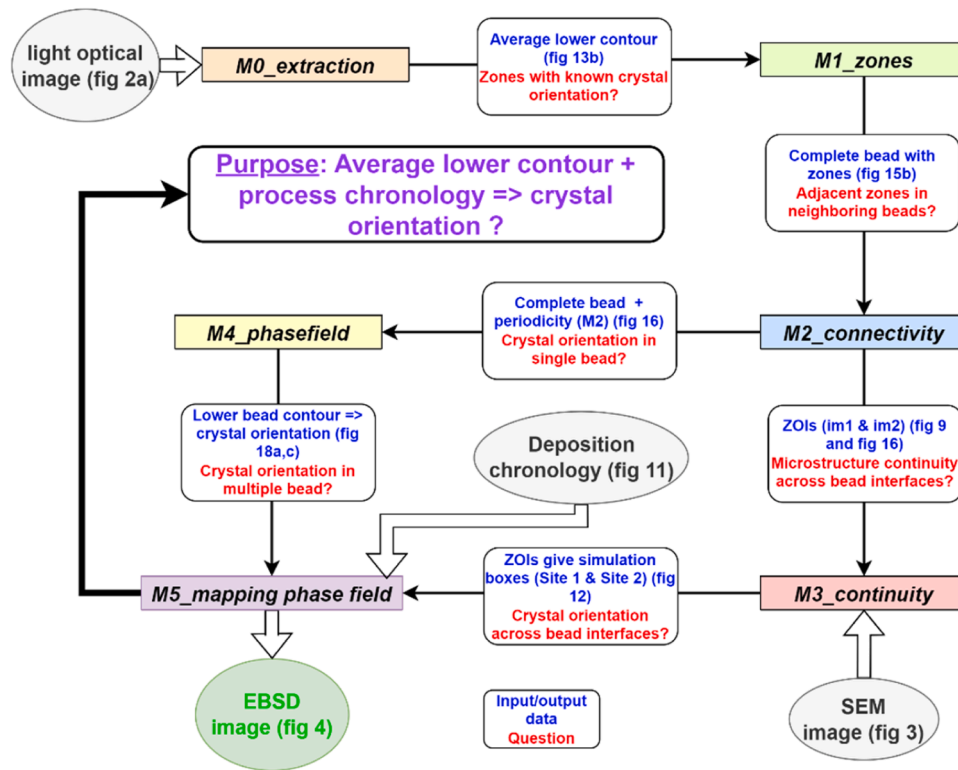 light optical
image (fig 2a)
M0_extraction
Average lower contour
(fig 13b)
Zones with known crystal
orientation?
M1_zones
Purpose: Average lower contour +
process chronology => crystal
orientation ?
Complete bead with
zones (fig 15b)
Adjacent zones in
neighboring beads?
M4_phasefield
Complete bead +
periodicity (M2) (fig 16)
Crystal orientation in
single bead?
M2_connectivity
Lower bead contour =>
crystal orientation (fig
18a,c)
Crystal orientation in
multiple bead?
Deposition
chronology (fig 11)
ZOIs (im1 & im2) (fig 9
and fig 16)
Microstructure continuity
across bead interfaces?
M5_mapping phase field
ZOIs give simulation
boxes (Site 1 & Site 2) (fig
12)
Crystal orientation
across bead interfaces?
M3_continuity
EBSD
image (fig 4)
Input/output
data
Question
SEM
image (fig 3)